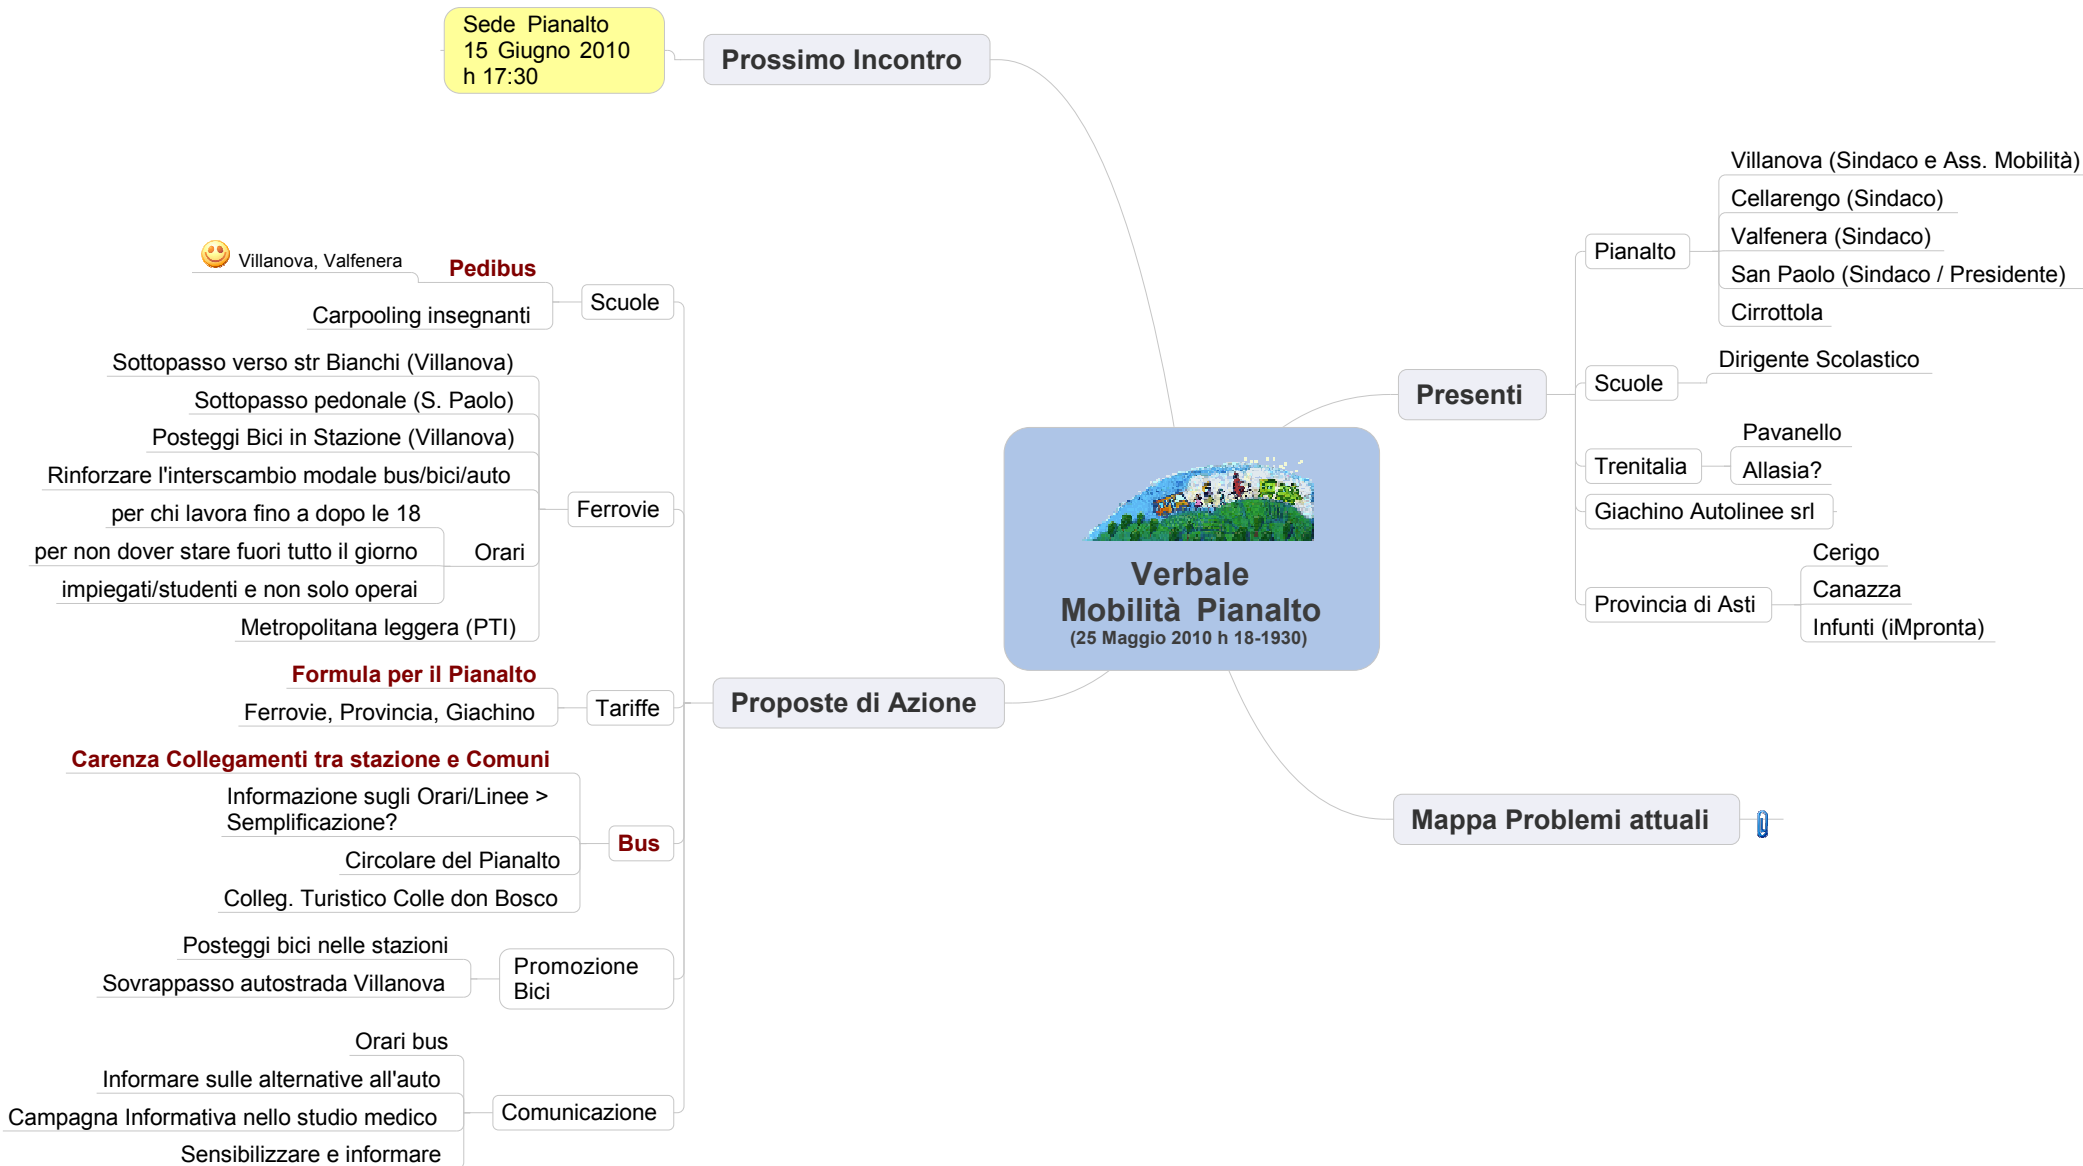 Sede Pianalto
15 Giugno 2010
h 17:30
Prossimo Incontro
Verbale
Mobilità Pianalto
(25 Maggio 2010 h 18-1930)
Presenti
Pianalto
Villanova (Sindaco e Ass. Mobilità)
Cellarengo (Sindaco)
Valfenera (Sindaco)
San Paolo (Sindaco / Presidente)
Cirrottola
Scuole
Dirigente Scolastico
Trenitalia
Pavanello
Allasia?
Giachino Autolinee srl
Provincia di Asti
Cerigo
Canazza
Infunti (iMpronta)
Mappa Problemi attuali
Proposte di Azione
Scuole
Pedibus
Villanova, Valfenera
Carpooling insegnanti
Ferrovie
Sottopasso verso str Bianchi (Villanova)
Sottopasso pedonale (S. Paolo)
Posteggi Bici in Stazione (Villanova)
Rinforzare l'interscambio modale bus/bici/auto
Orari
per chi lavora fino a dopo le 18
per non dover stare fuori tutto il giorno
impiegati/studenti e non solo operai
Metropolitana leggera (PTI)
Tariffe
Formula per il Pianalto
Ferrovie, Provincia, Giachino
Bus
Carenza Collegamenti tra stazione e Comuni
Informazione sugli Orari/Linee >
Semplificazione?
Circolare del Pianalto
Colleg. Turistico Colle don Bosco
Promozione
Bici
Posteggi bici nelle stazioni
Sovrappasso autostrada Villanova
Comunicazione
Orari bus
Informare sulle alternative all'auto
Campagna Informativa nello studio medico
Sensibilizzare e informare